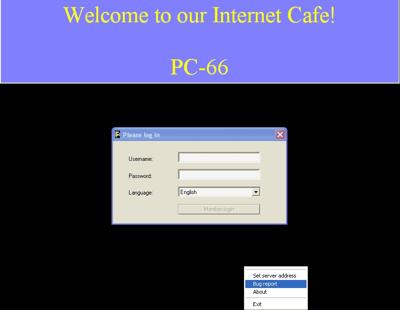 Welcome to our Internet Cafe!
PC-66
Please log in
Username:
Password:
Language: English
Member login
Set server address
Bug report
About
Exit